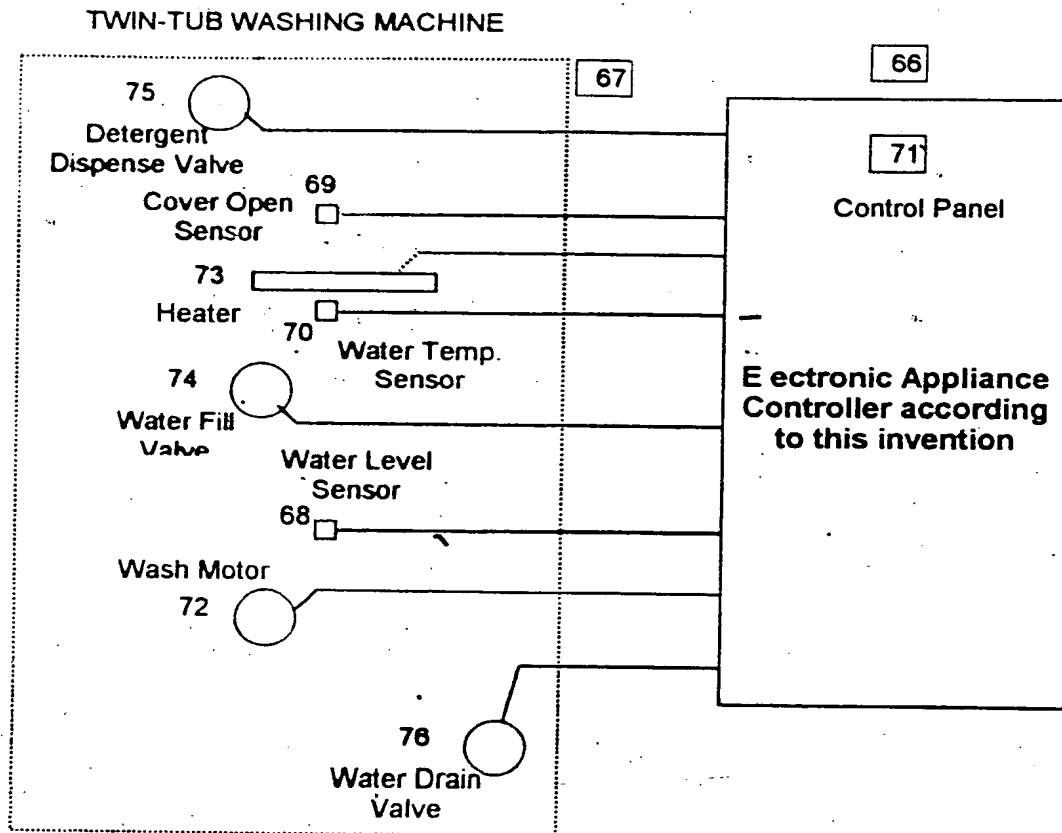 TWIN-TUB WASHING MACHINE
67
66
75
Detergent
Dispense Valve
71
Control Panel
69
Cover Open
Sensor
73
Heater
70
Water Temp.
Sensor
74
Water Fill
Valve
E ectronic Appliance
Controller according
to this invention
Water Level
Sensor
68
Wash Motor
72
76
Water Drain
Valve